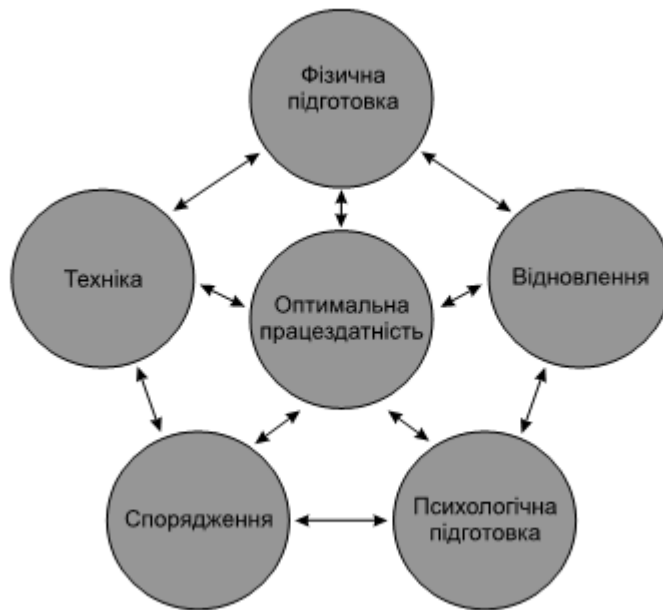 Фізична
підготовка
Техніка
Оптимальна
працездатність
Відновлення
Спорядження
Психологічна
підготовка